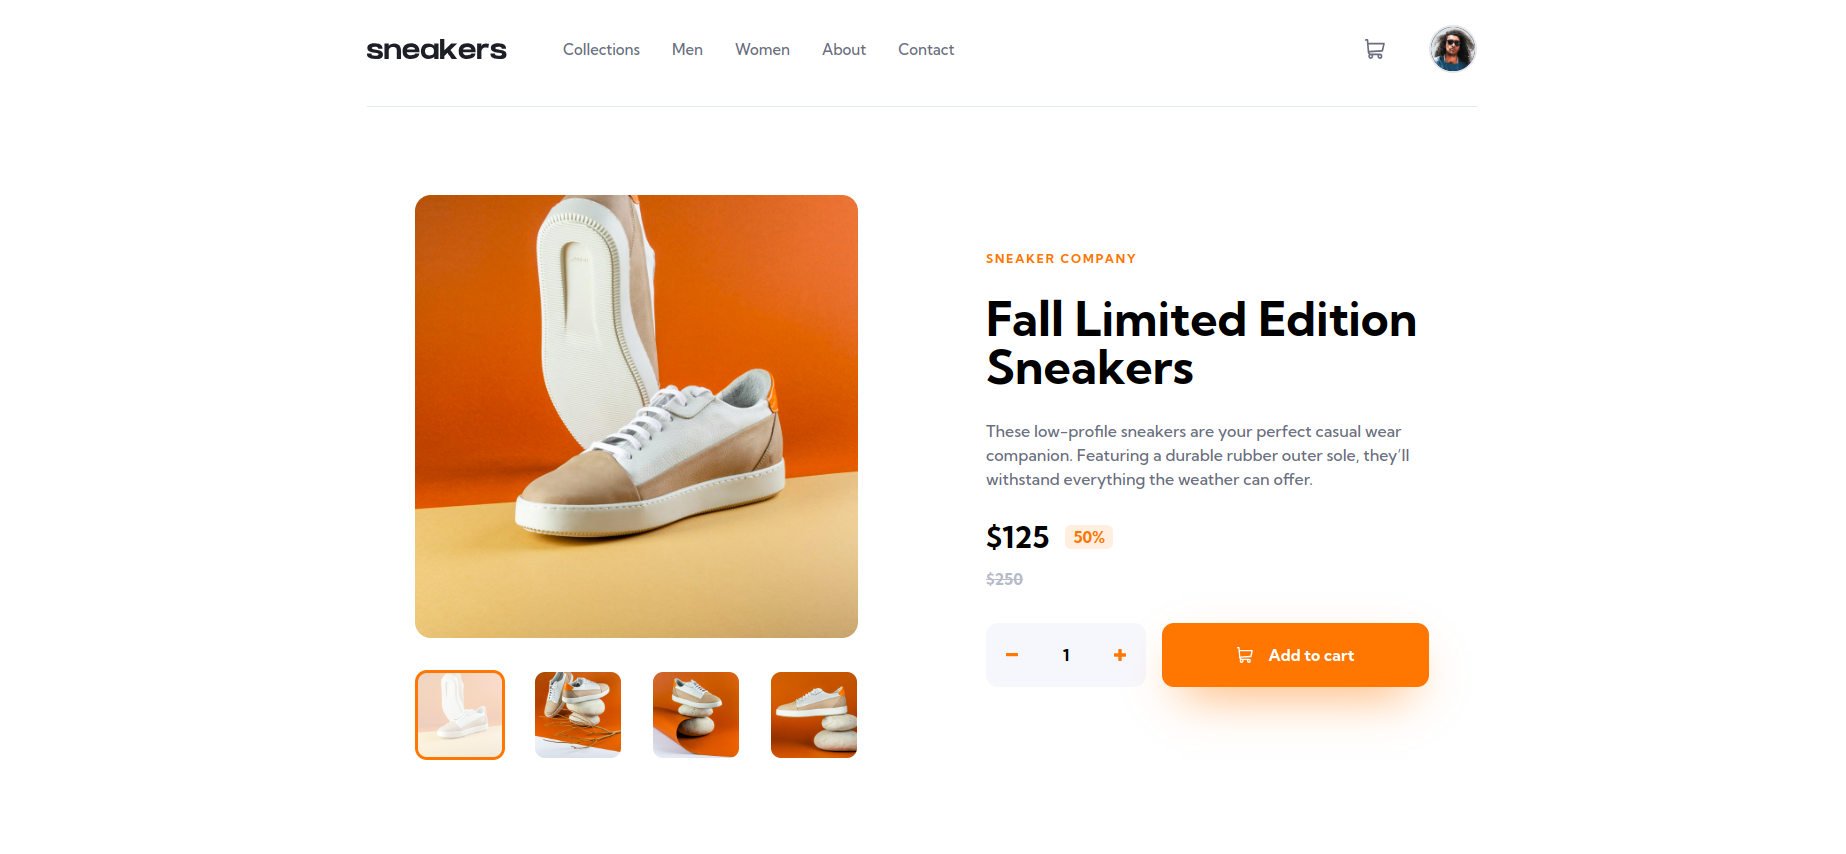 sneakers
Collections
Men
Women
About
Contact
SNEAKER COMPANY
Fall Limited Edition
Sneakers
These low-profile sneakers are your perfect casual wear
companion. Featuring a durable rubber outer sole, they’ll
withstand everything the weather can offer.
$125
50%
$250
1
Add to cart